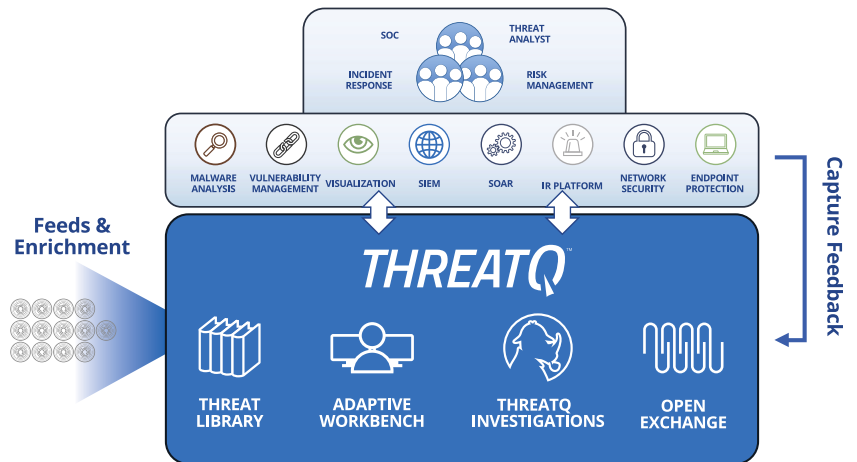 SOC
THREAT
ANALYST
INCIDENT
RESPONSE
RISK
MANAGEMENT
MALWARE
ANALYSIS
VULNERABILITY
MANAGEMENT
VISUALIZATION
SIEM
SOAR
IR PLATFORM
NETWORK
SECURITY
ENDPOINT
PROTECTION
Feeds &
Enrichment
Capture Feedback
THREATQ™
THREAT
LIBRARY
ADAPTIVE
WORKBENCH
THREATQ
INVESTIGATIONS
OPEN
EXCHANGE